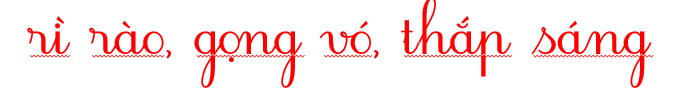 rì rào, gọng vó, thắp sáng